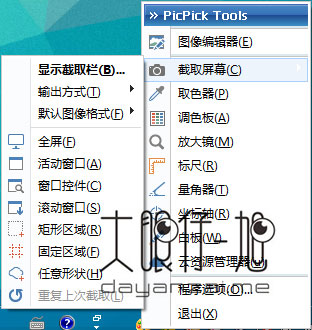 PicPick Tools
图像编辑器(E)
截取屏幕(C)
取色器(P)
调色板(A)
放大镜(M)
标尺(R)
量角器(T)
坐标轴(R)
白板(W)
云资源管理器(U)
程序选项(O)...
退出(X)
显示截取栏(B)...
输出方式(T)
默认图像格式(F)
全屏(F)
活动窗口(A)
窗口控件(C)
滚动窗口(S)
矩形区域(R)
固定区域(F)
任意形状(H)
重复上次截取(L)
大眼仔~旭